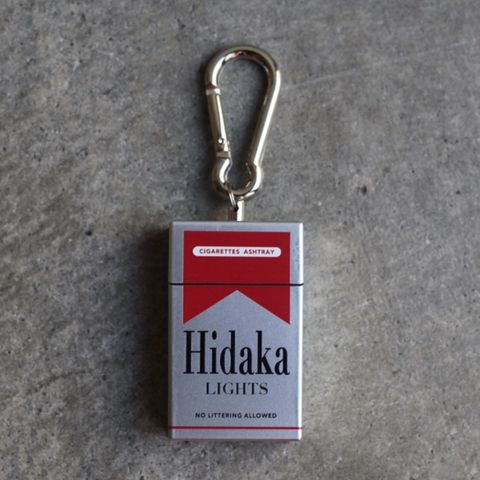 CIGARETTES ASHTRAY
Hidaka
LIGHTS
NO LITTERING ALLOWED